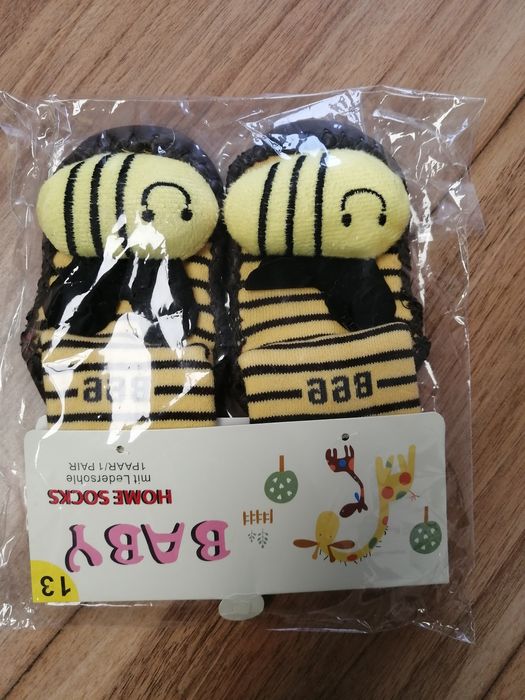 13
BABY
HOME SOCKS
mit Ledersohle
1PAAR/1 PAIR
Bee
Bee